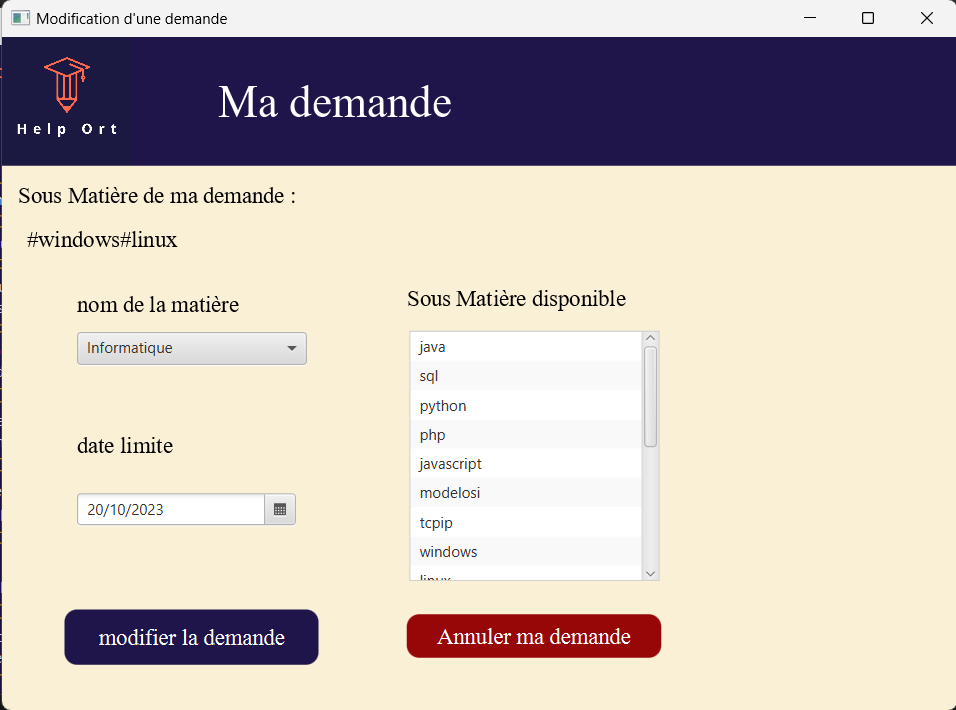 Modification d'une demande
Help Ort
Ma demande
Sous Matière de ma demande :
#windows#linux
nom de la matière
Informatique
date limite
20/10/2023
Sous Matière disponible
java
sql
python
php
javascript
modelosi
tcpip
windows
linux
modifier la demande
Annuler ma demande